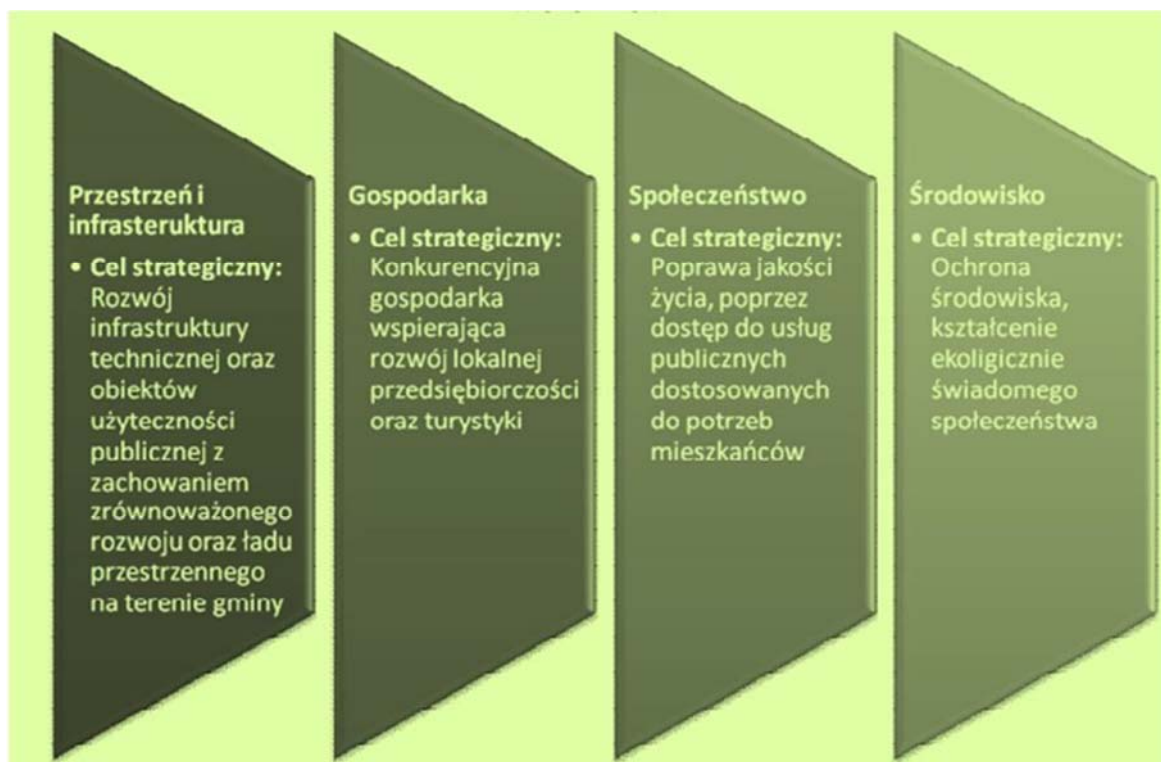 Przestrzeń i
infrasteruktura
• Cel strategiczny:
Rozwój
infrastruktury
technicznej oraz
obiektów
użyteczności
publicznej z
zachowaniem
zrównoważonego
rozwoju oraz ładu
przestrzennego
na terenie gminy
Gospodarka
• Cel strategiczny:
Konkurencyjna
gospodarka
wspierająca
rozwój lokalnej
przedsiębiorczości
oraz turystyki
Społeczeństwo
• Cel strategiczny:
Poprawa jakości
życia, poprzez
dostęp do usług
publicznych
dostosowanych
do potrzeb
mieszkańców
Środowisko
• Cel strategiczny:
Ochrona
środowiska,
kształcenie
ekoligicznie
świadomego
społeczeństwa